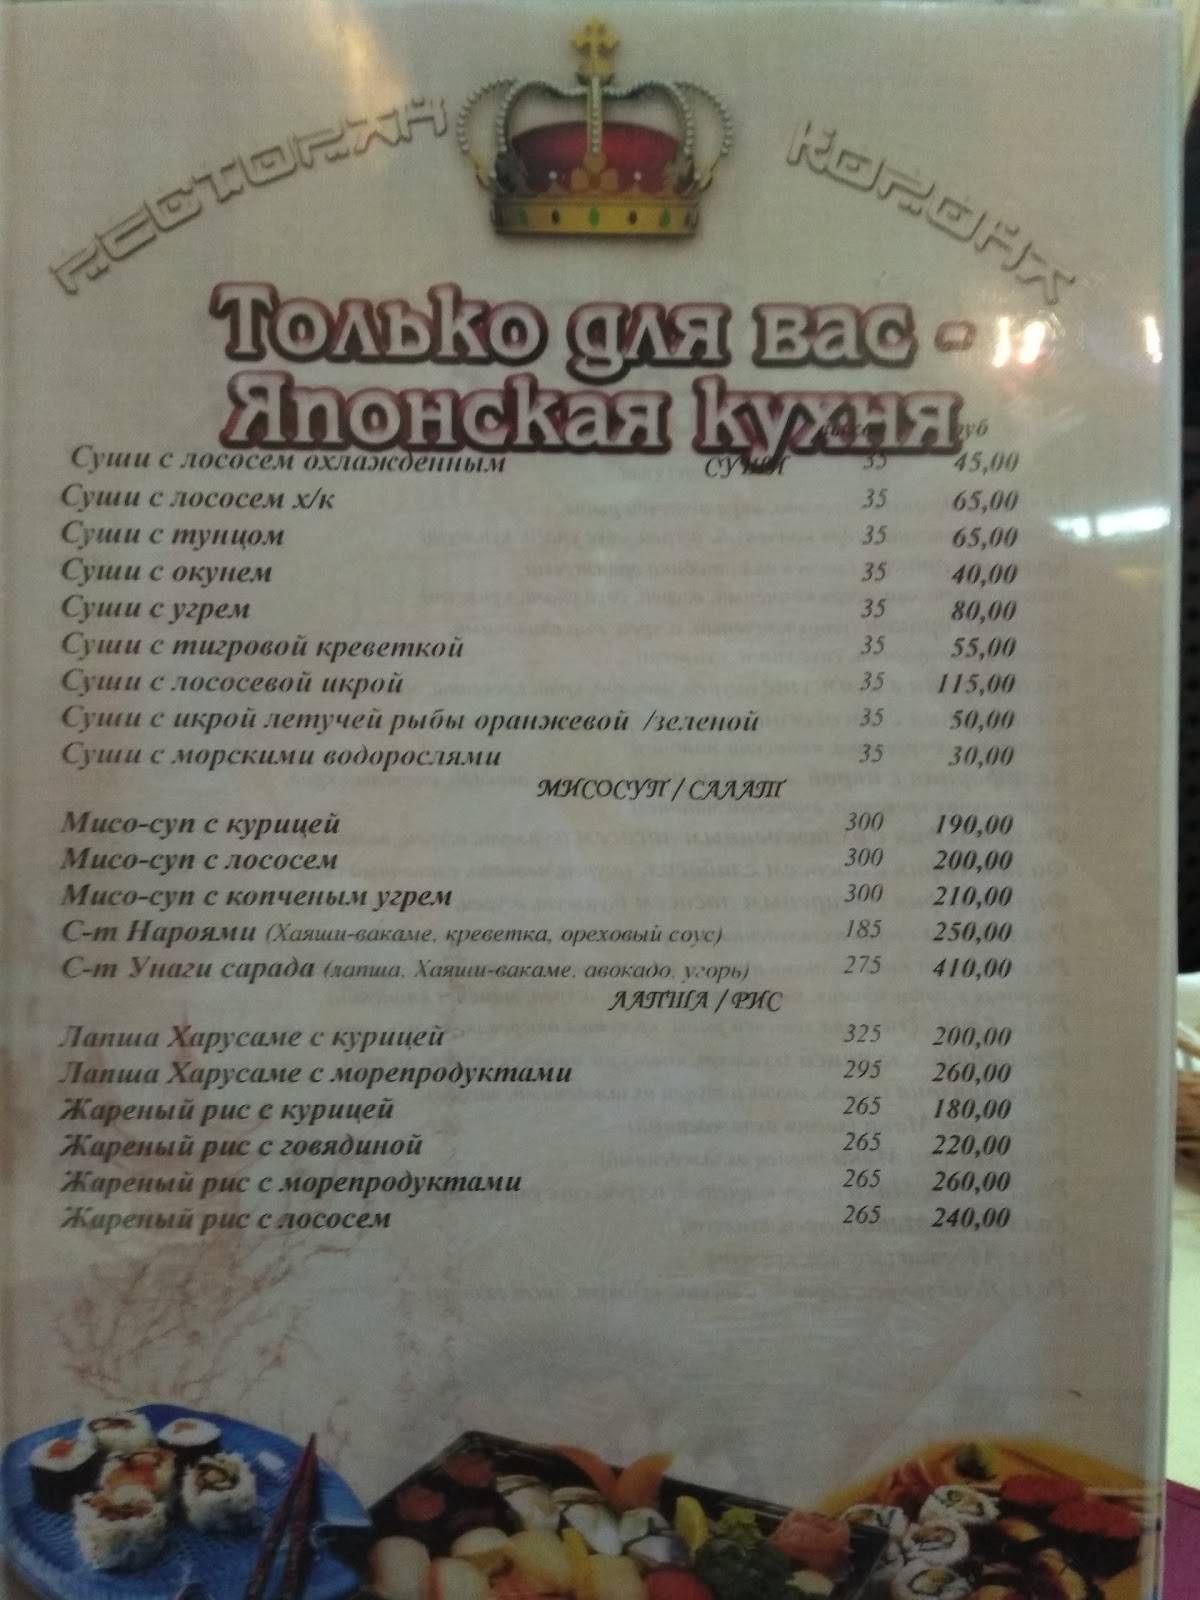 РЕСТОРАН КОРОНА
Только для вас -
Японская кухня
руб
Суши с лососем охлажденным СУШИ 35 45,00
Суши с лососем х/к 35 65,00
Суши с тунцом 35 65,00
Суши с окунем 35 40,00
Суши с угрем 35 80,00
Суши с тигровой креветкой 35 55,00
Суши с лососевой икрой 35 115,00
Суши с икрой летучей рыбы оранжевой /зеленой 35 50,00
Суши с морскими водорослями 35 30,00
МИСОСУП / САЛАТ
Мисо-суп с курицей 300 190,00
Мисо-суп с лососем 300 200,00
Мисо-суп с копченым угрем 300 210,00
С-т Нароями (Хаяши-вакаме, креветка, ореховый соус) 185 250,00
С-т Унаги сарада (лапша, Хаяши-вакаме, авокадо, угорь) 275 410,00
ЛАПША / РИС
Лапша Харусаме с курицей 325 200,00
Лапша Харусаме с морепродуктами 295 260,00
Жареный рис с курицей 265 180,00
Жареный рис с говядиной 265 220,00
Жареный рис с морепродуктами 265 260,00
Жареный рис с лососем 265 240,00